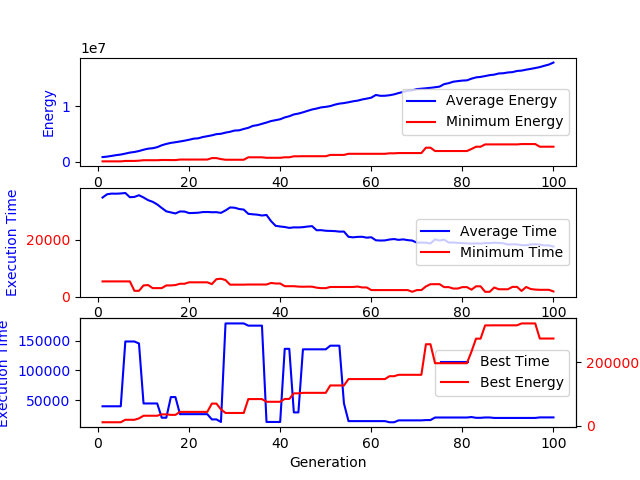 1e7
Energy
1
0
Average Energy
Minimum Energy
0 20 40 60 80 100
Execution Time
20000
0
Average Time
Minimum Time
0 20 40 60 80 100
Execution Time
150000
100000
50000
Best Time
Best Energy
200000
0
0 20 40 60 80 100
Generation